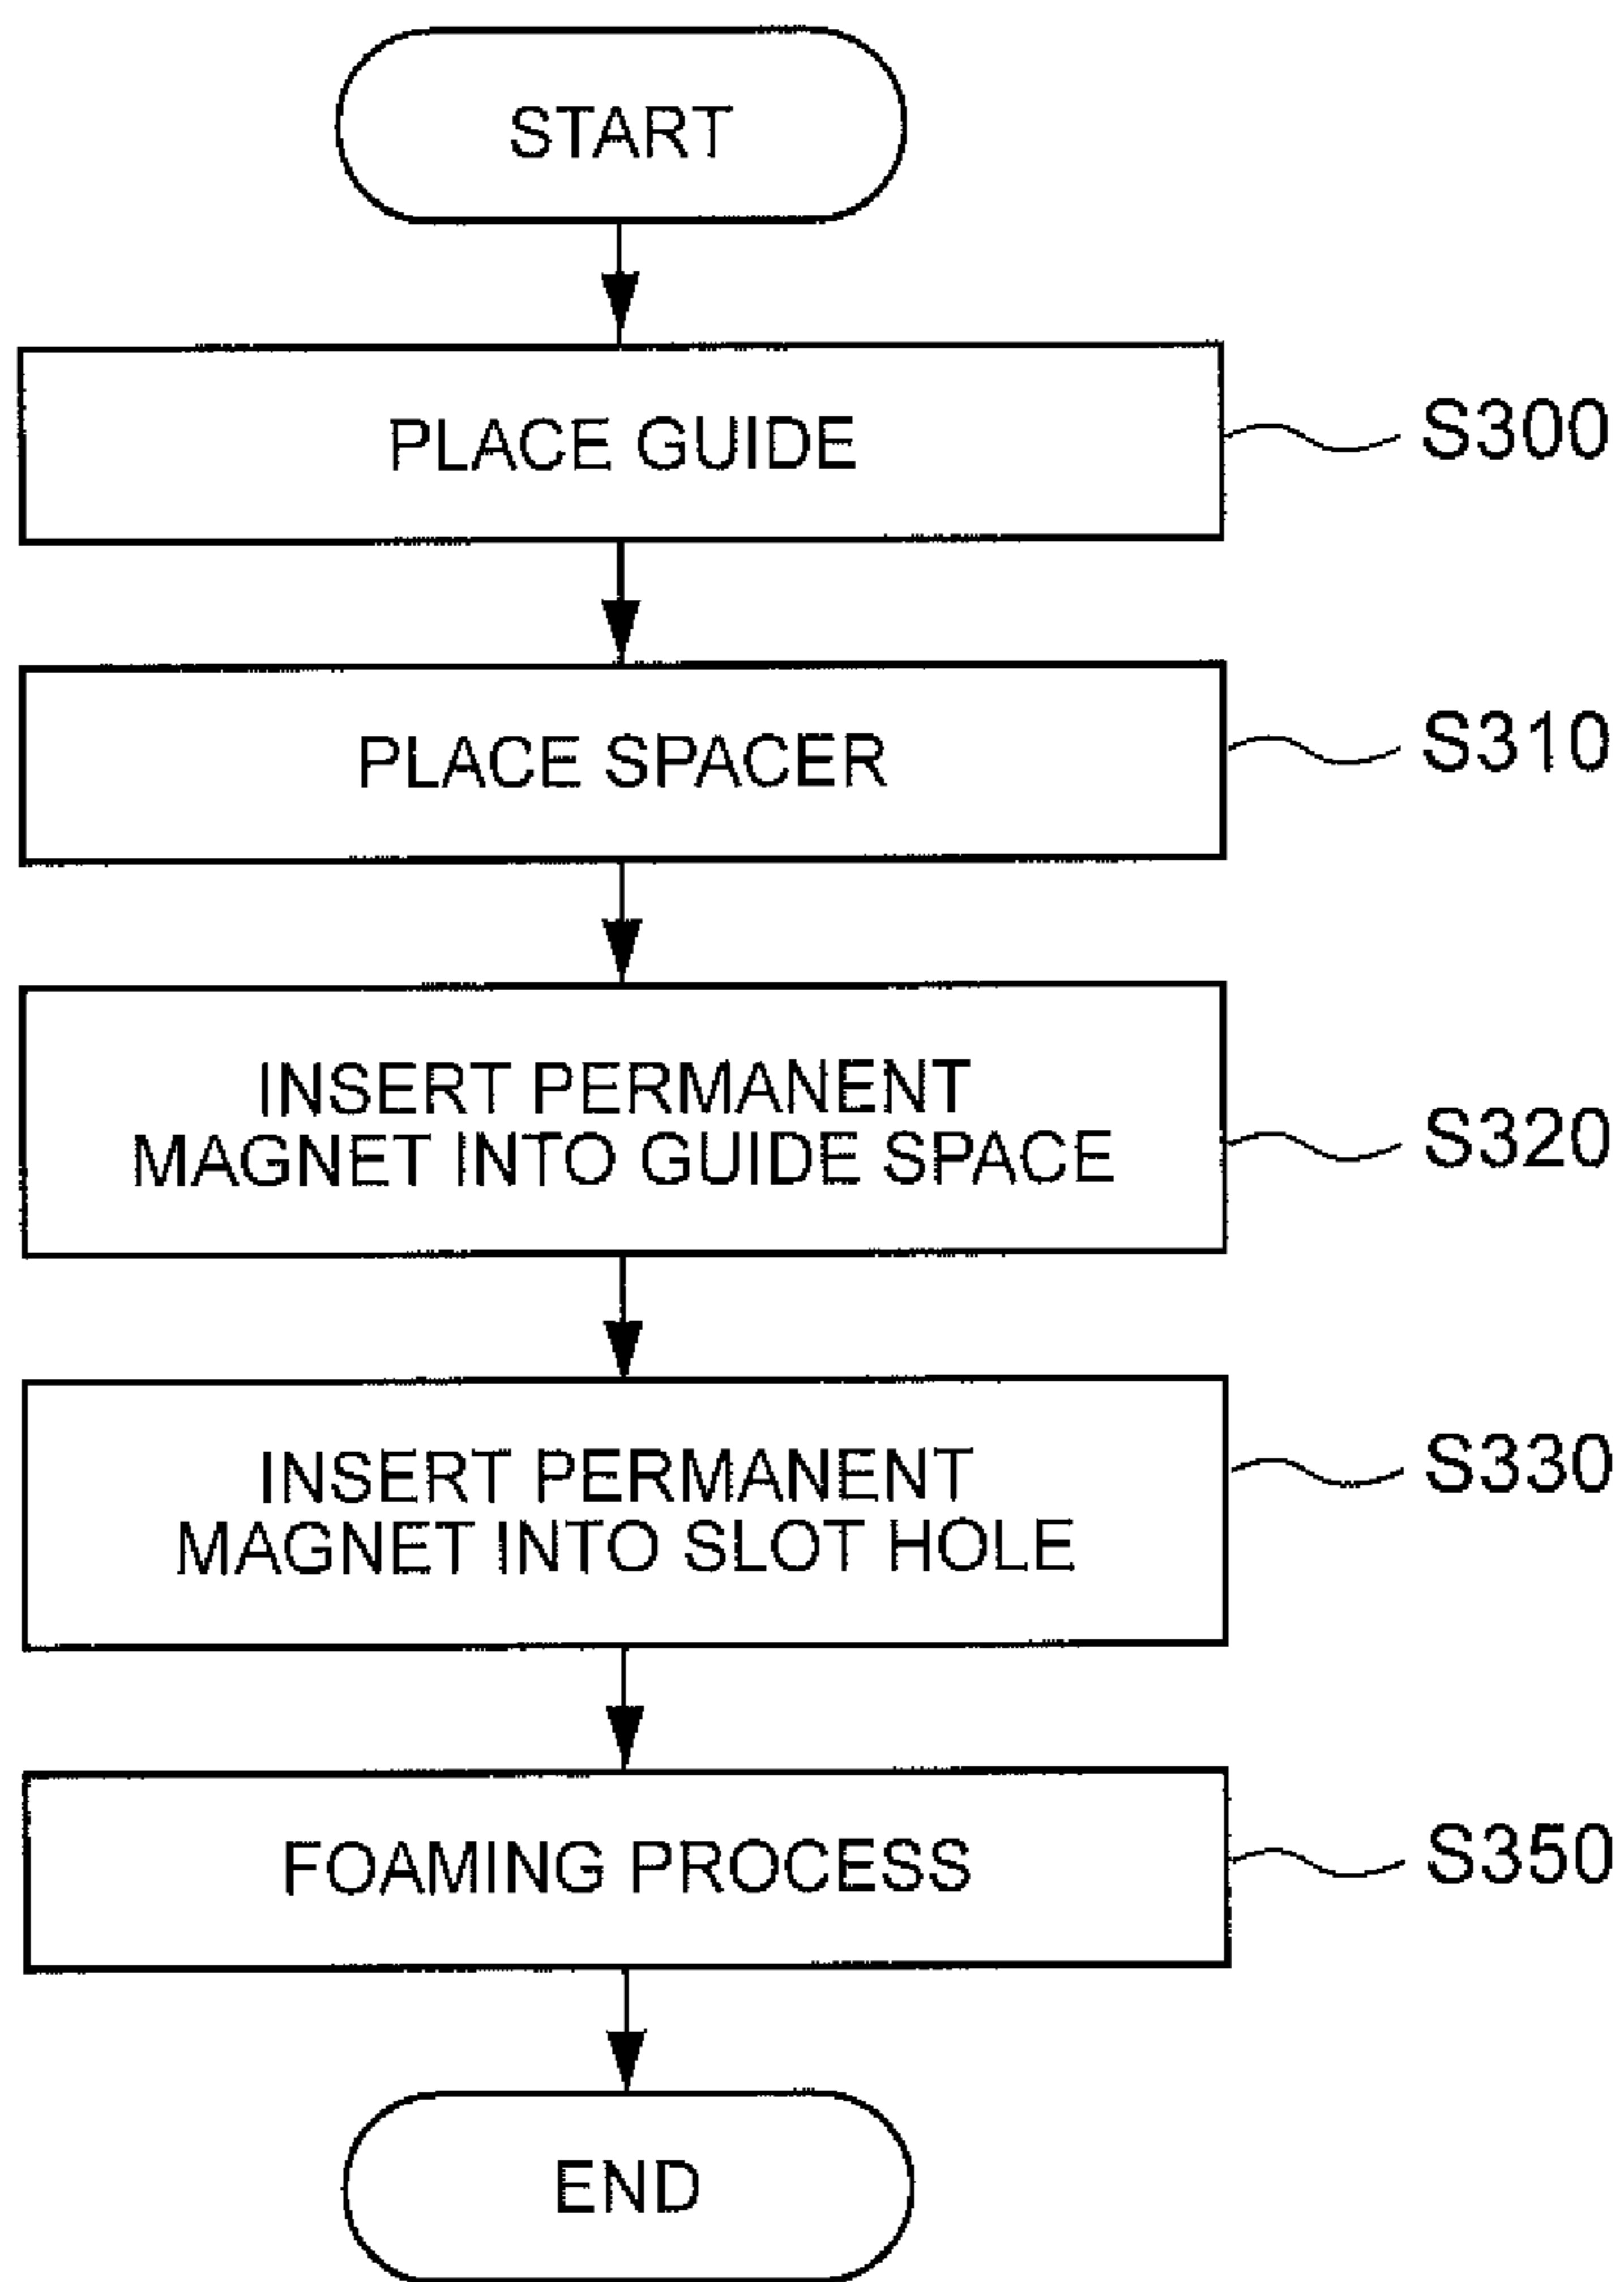 START
PLACE GUIDE
S300
PLACE SPACER
S310
INSERT PERMANENT
MAGNET INTO GUIDE SPACE
S320
INSERT PERMANENT
MAGNET INTO SLOT HOLE
S330
FOAMING PROCESS
S350
END